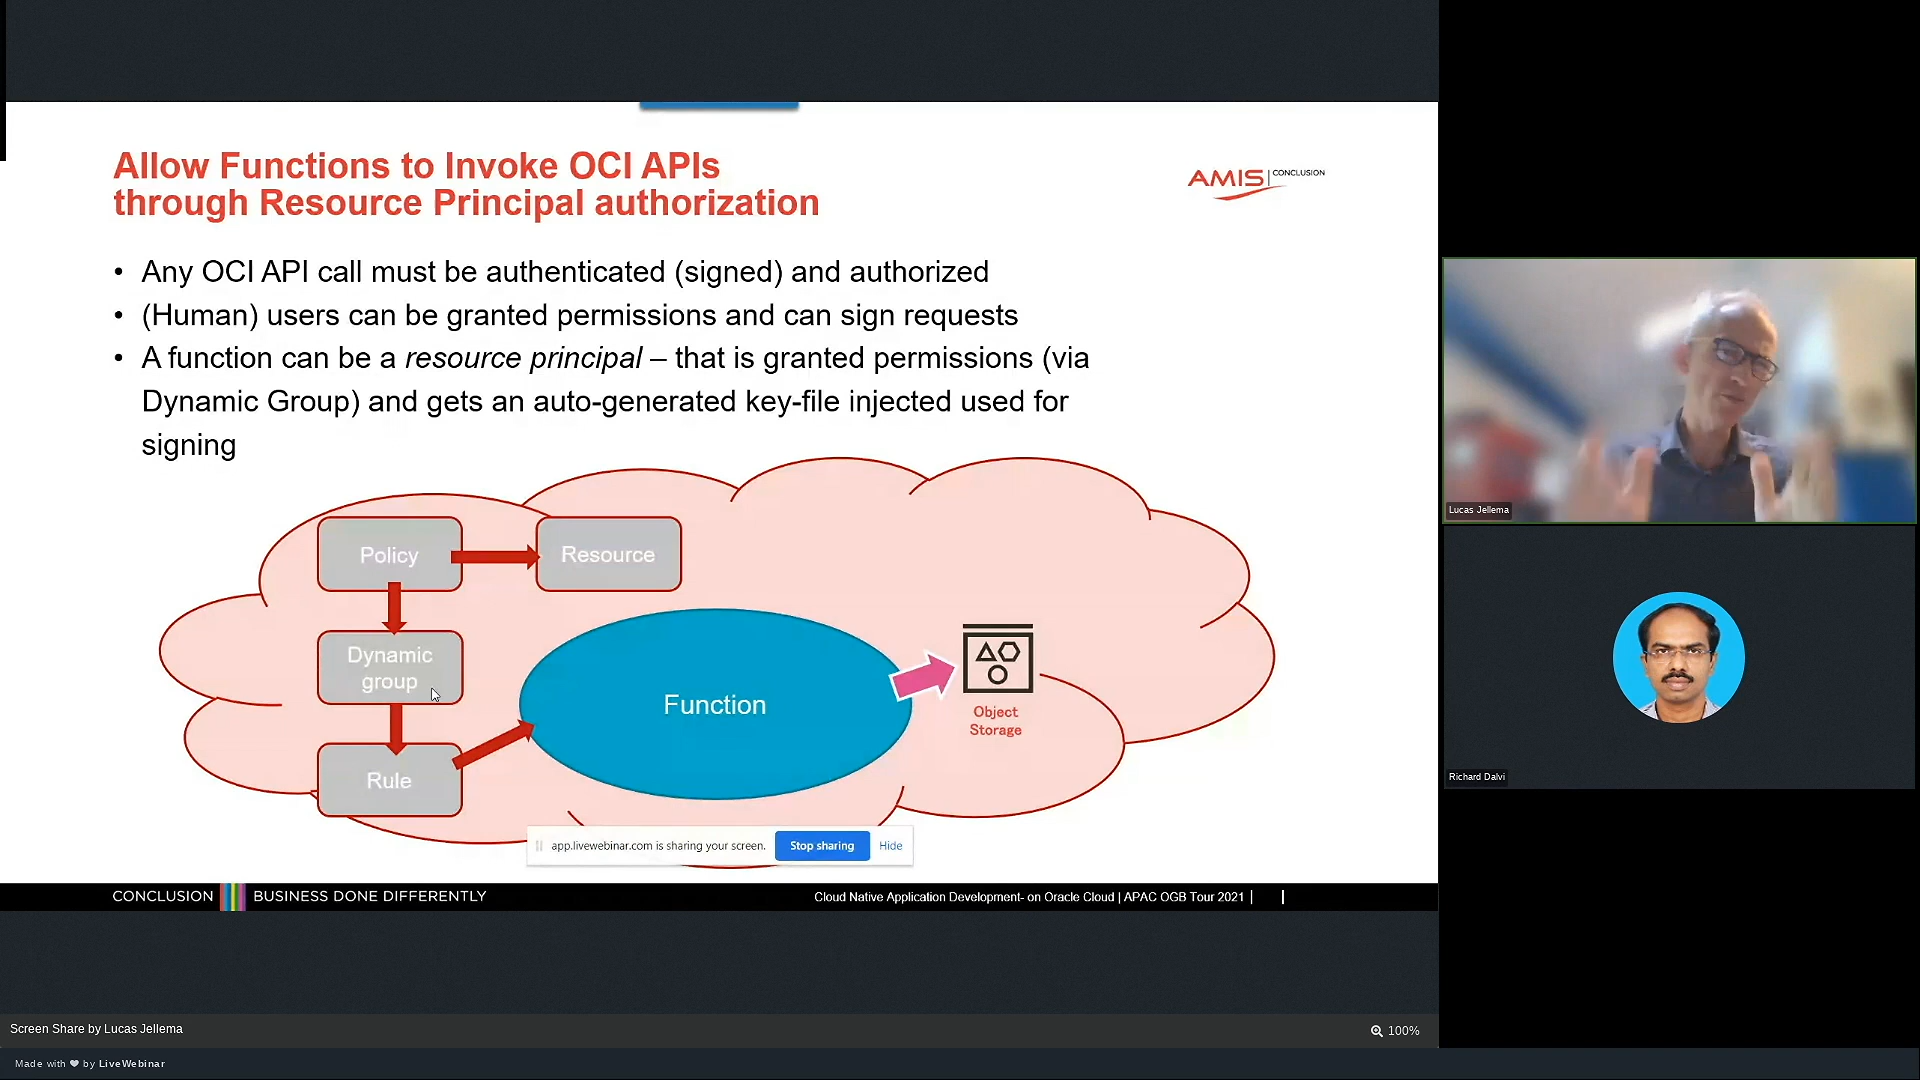 Allow Functions to Invoke OCI APIs
through Resource Principal authorization
AMIS | CONCLUSION
• Any OCI API call must be authenticated (signed) and authorized
• (Human) users can be granted permissions and can sign requests
• A function can be a resource principal – that is granted permissions (via
Dynamic Group) and gets an auto-generated key-file injected used for
signing
Policy
Resource
Dynamic
group
Function
Object
Storage
Rule
app.livewebinar.com is sharing your screen.
Stop sharing
Hide
CONCLUSION BUSINESS DONE DIFFERENTLY
Cloud Native Application Development- on Oracle Cloud | APAC OGB Tour 2021 |
Lucas Jellema
Richard Dalvi
Screen Share by Lucas Jellema
100%
Made with ❤ by LiveWebinar